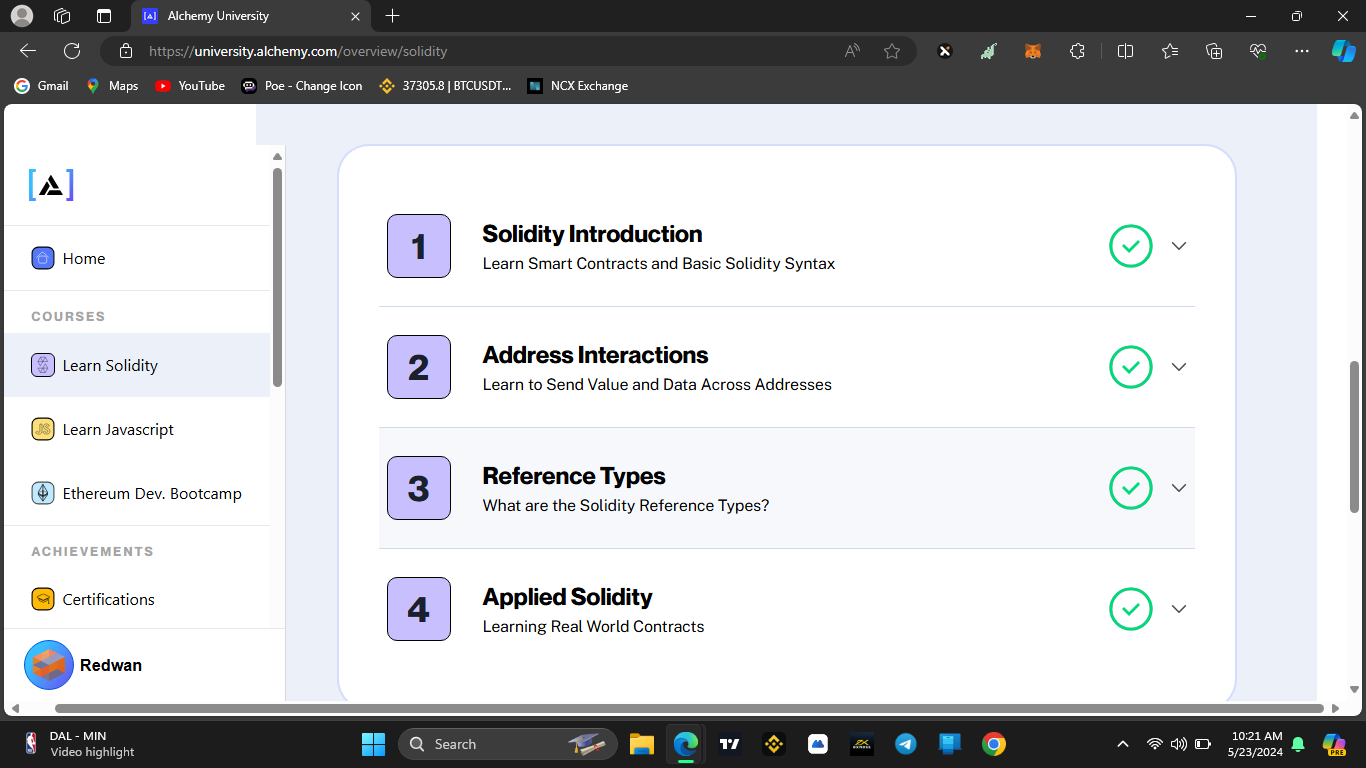 Alchemy University
https://university.alchemy.com/overview/solidity
Gmail
Maps
YouTube
Poe - Change Icon
37305.8 | BTCUSDT...
NCX Exchange
Home
COURSES
Learn Solidity
JS
Learn Javascript
Ethereum Dev. Bootcamp
ACHIEVEMENTS
Certifications
Redwan
1
Solidity Introduction
Learn Smart Contracts and Basic Solidity Syntax
2
Address Interactions
Learn to Send Value and Data Across Addresses
3
Reference Types
What are the Solidity Reference Types?
4
Applied Solidity
Learning Real World Contracts
DAL - MIN
Video highlight
Search
10:21 AM
5/23/2024
PRE